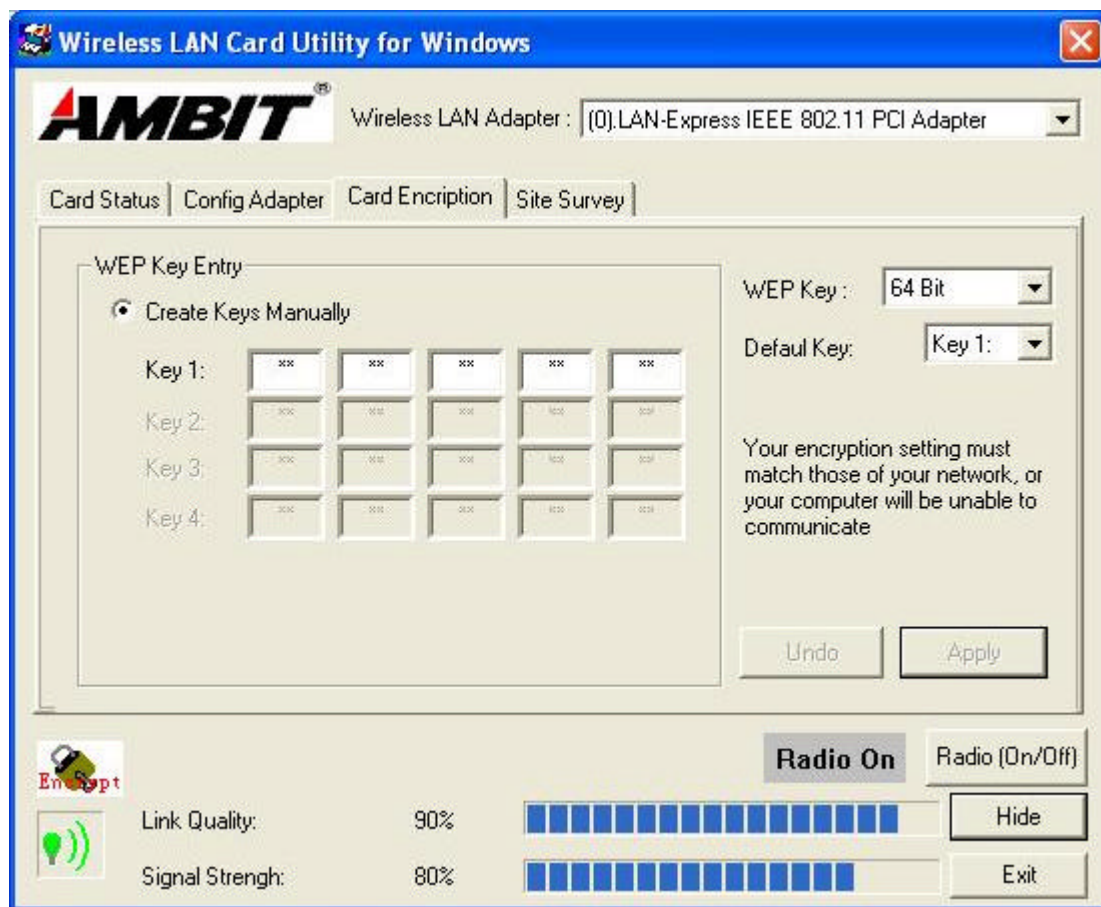 Wireless LAN Card Utility for Windows
AMBIT®
Wireless LAN Adapter : (0).LAN-Express IEEE 802.11 PCI Adapter
Card Status Config Adapter Card Encription Site Survey
WEP Key Entry
Create Keys Manually
Key 1: ** ** ** ** **
Key 2: ** ** ** ** **
Key 3: ** ** ** ** **
Key 4: ** ** ** ** **
WEP Key : 64 Bit
Defaul Key: Key 1:
Your encryption setting must
match those of your network, or
your computer will be unable to
communicate
Undo Apply
Encrypt
Radio On Radio (On/Off)
Link Quality: 90% Hide
Signal Strengh: 80% Exit